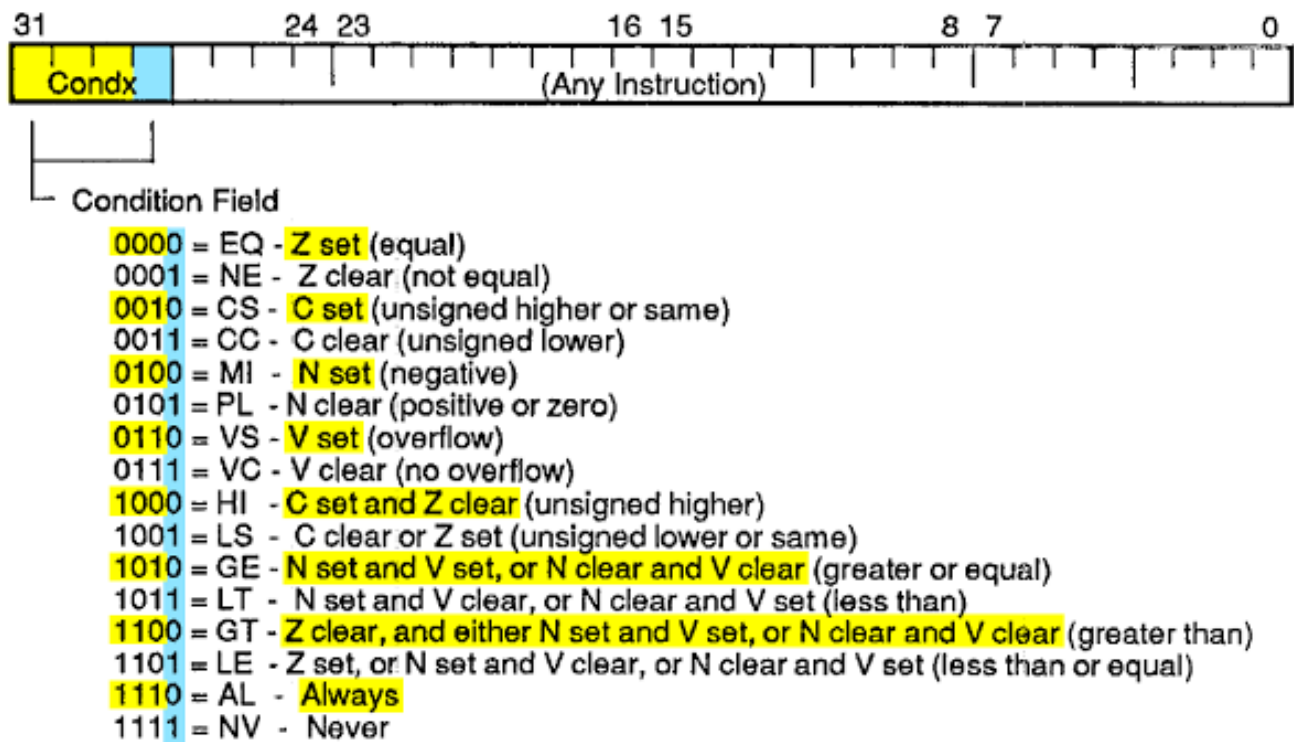 31 24 23 16 15 8 7 0
Condx (Any Instruction)
Condition Field
0000 = EQ - Z set (equal)
0001 = NE - Z clear (not equal)
0010 = CS - C set (unsigned higher or same)
0011 = CC - C clear (unsigned lower)
0100 = MI - N set (negative)
0101 = PL - N clear (positive or zero)
0110 = VS - V set (overflow)
0111 = VC - V clear (no overflow)
1000 = HI - C set and Z clear (unsigned higher)
1001 = LS - C clear or Z set (unsigned lower or same)
1010 = GE - N set and V set, or N clear and V clear (greater or equal)
1011 = LT - N set and V clear, or N clear and V set (less than)
1100 = GT - Z clear, and either N set and V set, or N clear and V clear (greater than)
1101 = LE - Z set, or N set and V clear, or N clear and V set (less than or equal)
1110 = AL - Always
1111 = NV - Never